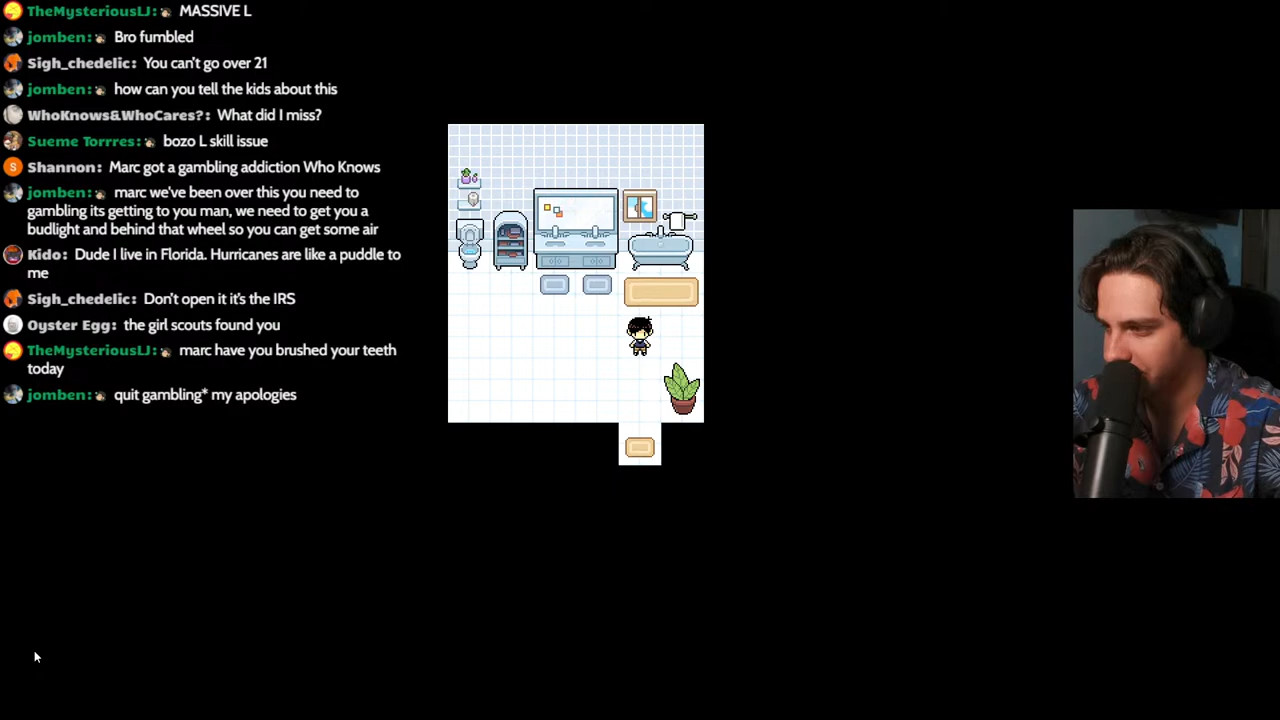 TheMysteriousLJ: MASSIVE L
jomben: Bro fumbled
Sigh_chedelic: You can't go over 21
jomben: how can you tell the kids about this
WhoKnows&WhoCares?: What did I miss?
Sueme Torrres: bozo L skill issue
S Shannon: Marc got a gambling addiction Who Knows
jomben: marc we've been over this you need to
gambling its getting to you man, we need to get you a
budlight and behind that wheel so you can get some air
Kido: Dude I live in Florida. Hurricanes are like a puddle to
me
Sigh_chedelic: Don't open it it's the IRS
Oyster Egg: the girl scouts found you
TheMysteriousLJ: marc have you brushed your teeth
today
jomben: quit gambling* my apologies